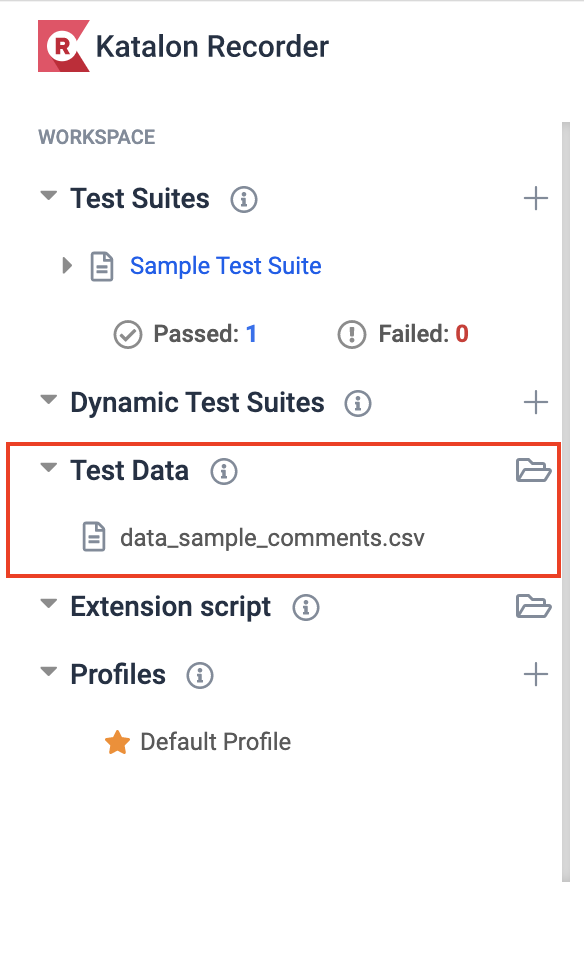 R Katalon Recorder
WORKSPACE
Test Suites
Sample Test Suite
Passed: 1 Failed: 0
Dynamic Test Suites
Test Data
data_sample_comments.csv
Extension script
Profiles
Default Profile